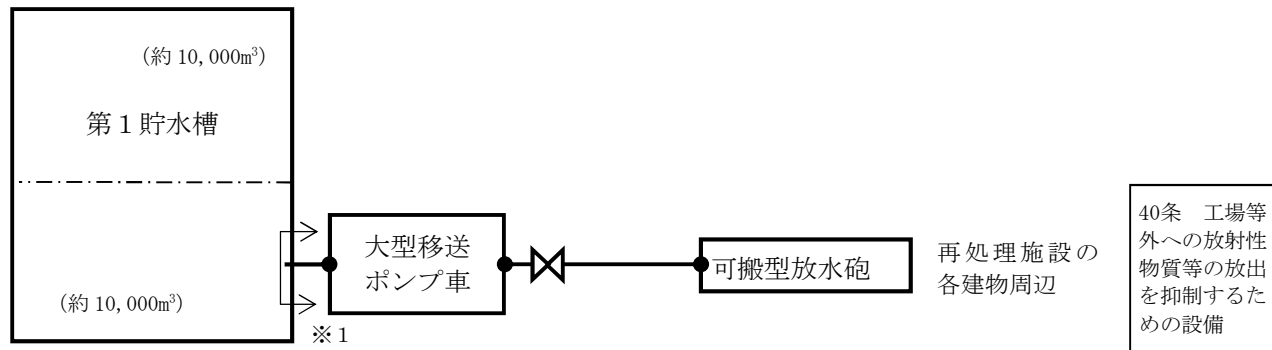 (約 10,000m³)
第１貯水槽
(約 10,000m³)
※１
大型移送
ポンプ車
可搬型放水砲
再処理施設の
各建物周辺
40条　工場等
外への放射性
物質等の放出
を抑制するた
めの設備